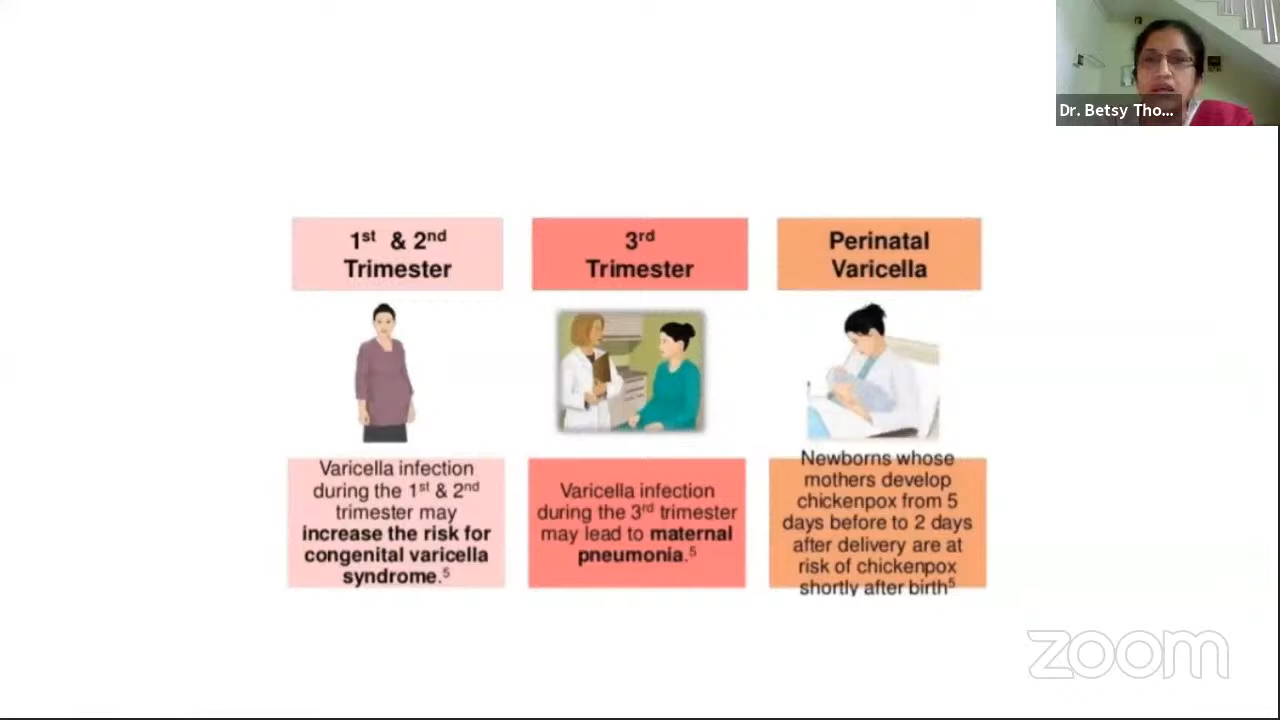 Dr. Betsy Tho...
1st & 2nd
Trimester
3rd
Trimester
Perinatal
Varicella
Varicella infection
during the 1st & 2nd
trimester may
increase the risk for
congenital varicella
syndrome.5
Varicella infection
during the 3rd trimester
may lead to maternal
pneumonia.5
Newborns whose
mothers develop
chickenpox from 5
days before to 2 days
after delivery are at
risk of chickenpox
shortly after birth5
zoom